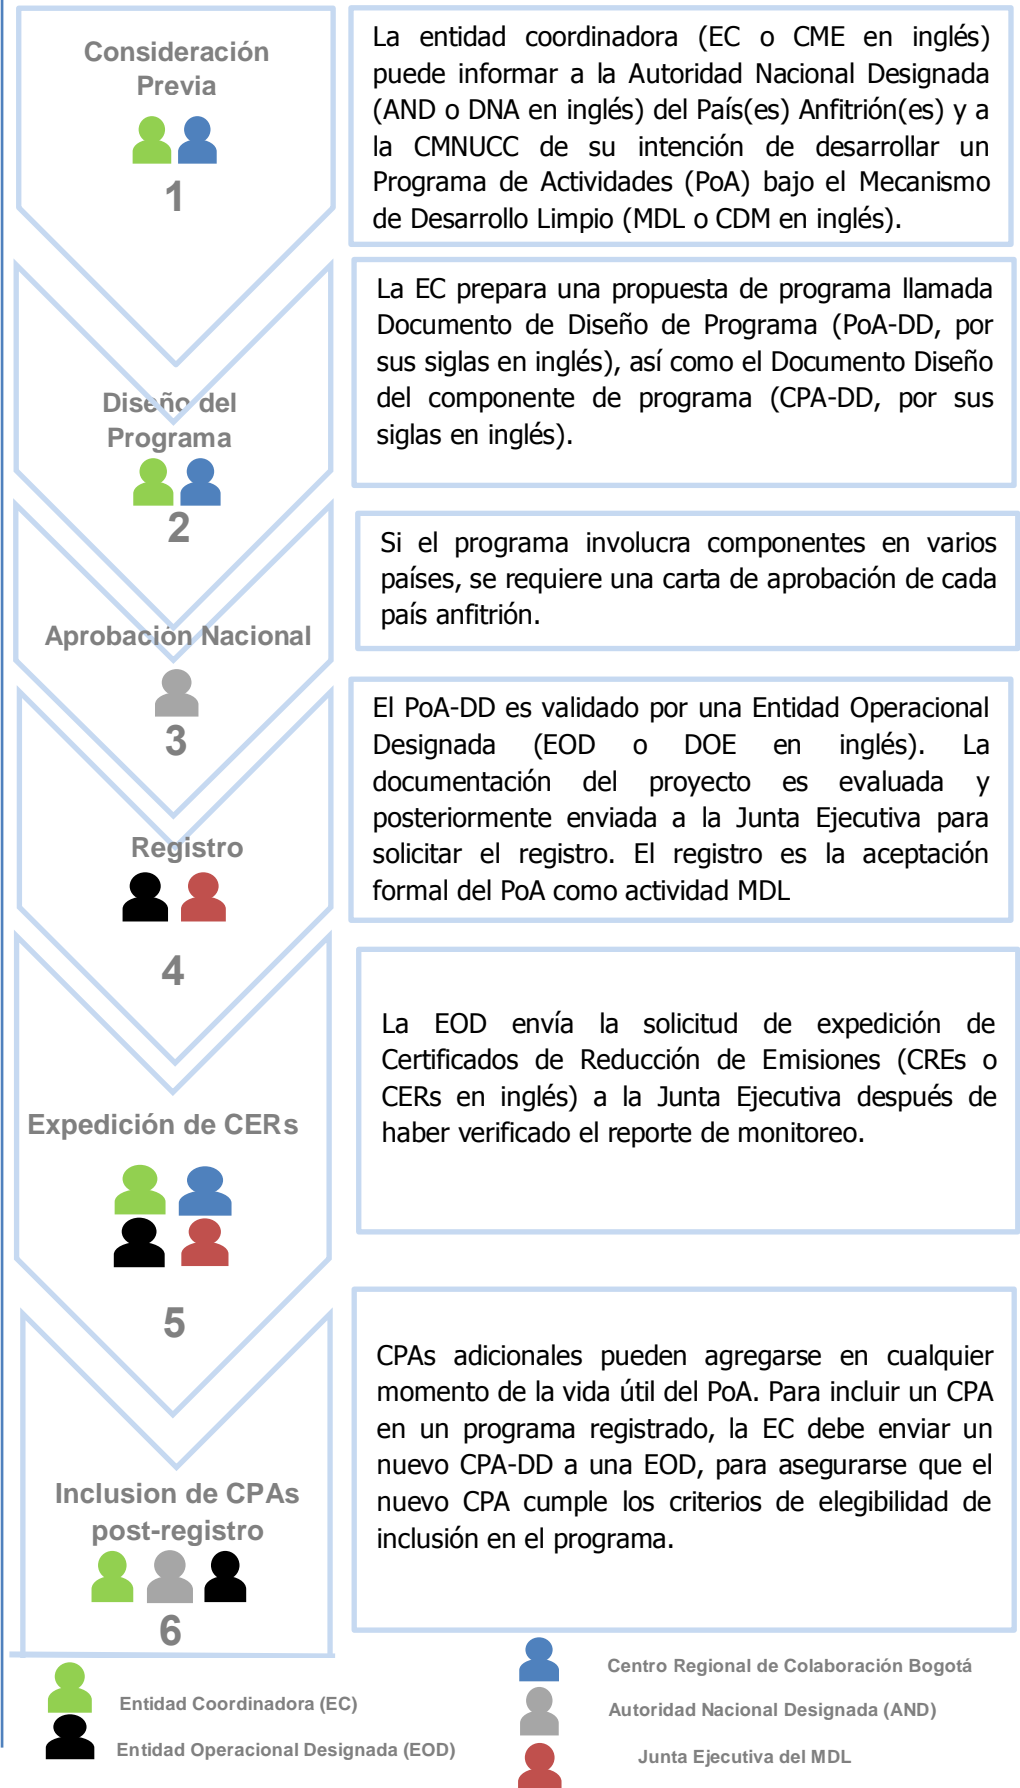 Consideración
Previa
1
La entidad coordinadora (EC o CME en inglés)
puede informar a la Autoridad Nacional Designada
(AND o DNA en inglés) del País(es) Anfitrión(es) y a
la CMNUCC de su intención de desarrollar un
Programa de Actividades (PoA) bajo el Mecanismo
de Desarrollo Limpio (MDL o CDM en inglés).
Diseño del
Programa
2
La EC prepara una propuesta de programa llamada
Documento de Diseño de Programa (PoA-DD, por
sus siglas en inglés), así como el Documento Diseño
del componente de programa (CPA-DD, por sus
siglas en inglés).
Aprobación Nacional
3
Si el programa involucra componentes en varios
países, se requiere una carta de aprobación de cada
país anfitrión.
Registro
4
El PoA-DD es validado por una Entidad Operacional
Designada (EOD o DOE en inglés). La
documentación del proyecto es evaluada y
posteriormente enviada a la Junta Ejecutiva para
solicitar el registro. El registro es la aceptación
formal del PoA como actividad MDL
Expedición de CERs
5
La EOD envía la solicitud de expedición de
Certificados de Reducción de Emisiones (CREs o
CERs en inglés) a la Junta Ejecutiva después de
haber verificado el reporte de monitoreo.
Inclusion de CPAs
post-registro
6
CPAs adicionales pueden agregarse en cualquier
momento de la vida útil del PoA. Para incluir un CPA
en un programa registrado, la EC debe enviar un
nuevo CPA-DD a una EOD, para asegurarse que el
nuevo CPA cumple los criterios de elegibilidad de
inclusión en el programa.
Entidad Coordinadora (EC)
Entidad Operacional Designada (EOD)
Centro Regional de Colaboración Bogotá
Autoridad Nacional Designada (AND)
Junta Ejecutiva del MDL